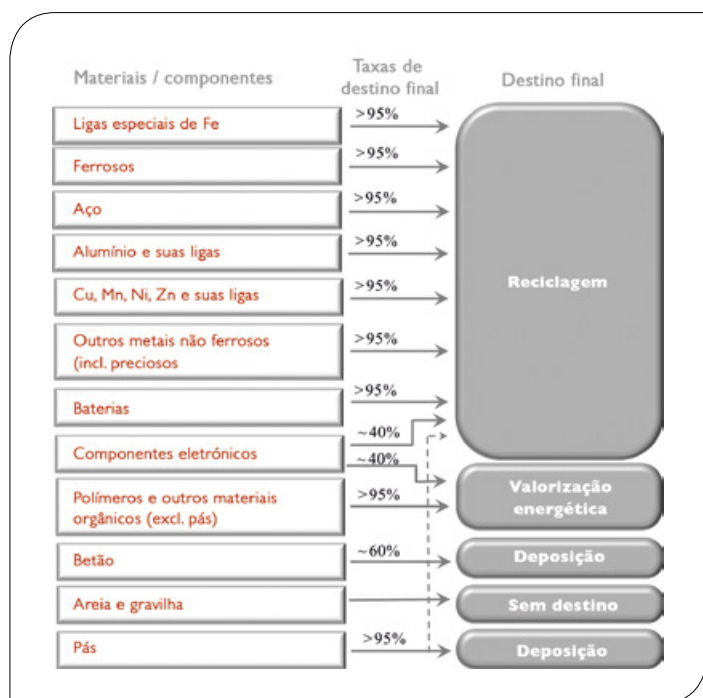 Materiais / componentes
Taxas de
destino final
Destino final
Ligas especiais de Fe
>95%
Ferrosos
>95%
Aço
>95%
Alumínio e suas ligas
>95%
Cu, Mn, Ni, Zn e suas ligas
>95%
Outros metais não ferrosos
(incl. preciosos
>95%
Baterias
>95%
Reciclagem
Componentes eletrónicos
~40%
~40%
Polímeros e outros materiais
orgânicos (excl. pás)
>95%
Valorização
energética
Betão
~60%
Deposição
Areia e gravilha
Sem destino
Pás
>95%
Deposição